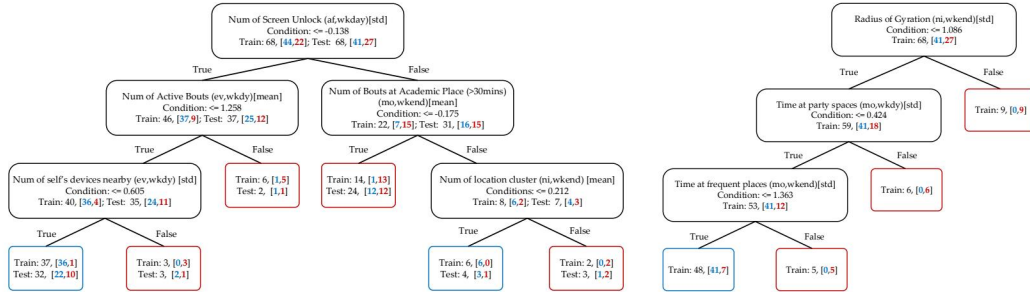 Num of Screen Unlock (af,wkday)[std]
Condition: <= -0.138
Train: 68, [44,22]; Test: 68, [41,27]
True
False
Num of Active Bouts (ev,wkdy)[mean]
Condition: <= 1.258
Train: 46, [37,9]; Test: 37, [25,12]
Num of Bouts at Academic Place (>30mins)
(mo,wkend)[mean]
Condition: <= -0.175
Train: 22, [7,15]; Test: 31, [16,15]
True
False
True
False
Num of self's devices nearby (ev,wkdy) [std]
Condition: <= 0.605
Train: 40, [36,4]; Test: 35, [24,11]
Train: 6, [1,5]
Test: 2, [1,1]
Train: 14, [1,13]
Test: 24, [12,12]
Num of location cluster (ni,wkend) [mean]
Conditions: <= 0.212
Train: 8, [6,2]; Test: 7, [4,3]
True
False
True
False
Train: 37, [36,1]
Test: 32, [22,10]
Train: 3, [0,3]
Test: 3, [2,1]
Train: 6, [6,0]
Test: 4, [3,1]
Train: 2, [0,2]
Test: 3, [1,2]
Radius of Gyration (ni,wkend)[std]
Condition: <= 1.086
Train: 68, [41,27]
True
False
Time at party spaces (mo,wkdy)[std]
Condition: <=0.424
Train: 59, [41,18]
Train: 9, [0,9]
True
False
Time at frequent places (mo,wkend)[std]
Condition: <= 1.363
Train: 53, [41,12]
Train: 6, [0,6]
True
False
Train: 48, [41,7]
Train: 5, [0,5]